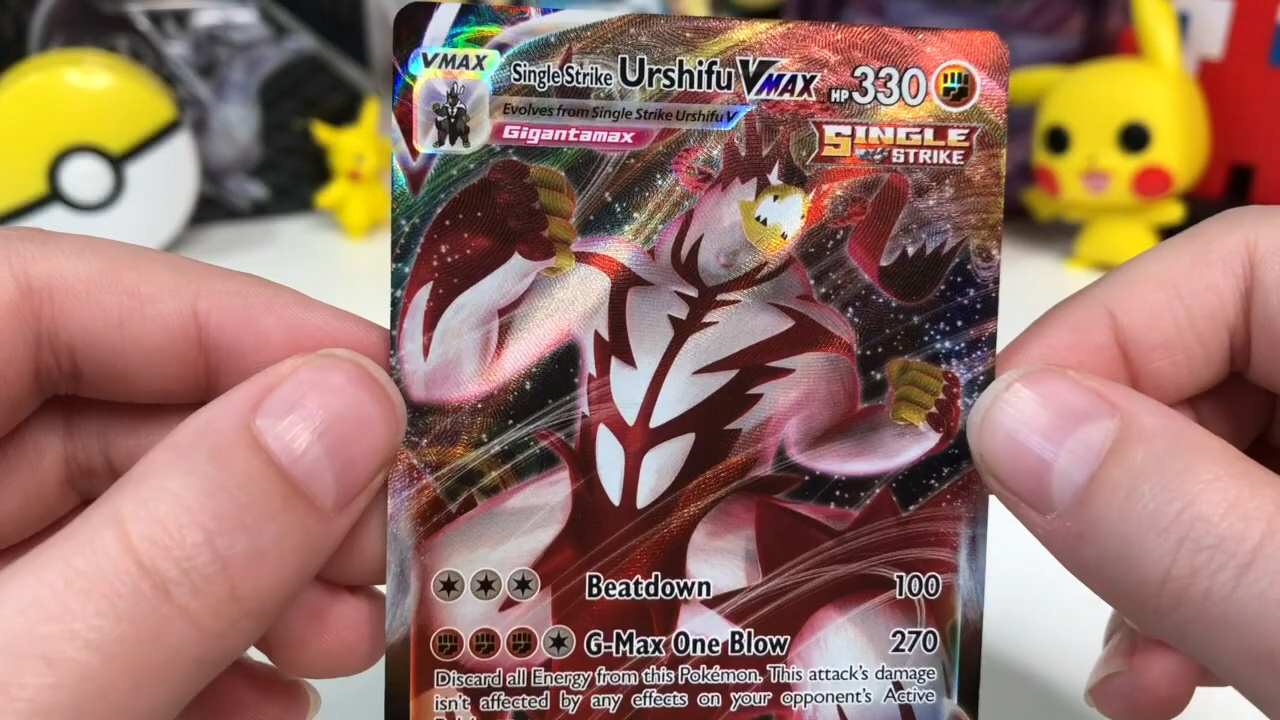 VMAX
Single Strike Urshifu VMAX HP 330
Evolves from Single Strike Urshifu V
Gigantamax
SINGLE
STRIKE
Beatdown 100
G-Max One Blow 270
Discard all Energy from this Pokémon. This attack's damage
isn't affected by any effects on your opponent's Active